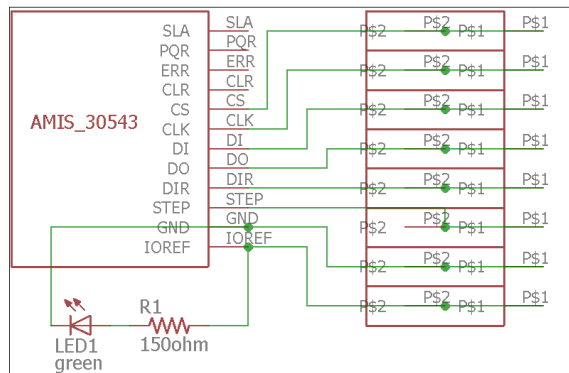 AMIS_30543
SLA
PQR
ERR
CLR
CS
CLK
DI
DO
DIR
STEP
GND
IOREF
SLA
PQR
ERR
CLR
CS
CLK
DI
DO
DIR
STEP
GND
IOREF
P$2 P$2 P$1 P$1
P$2 P$2 P$1 P$1
P$2 P$2 P$1 P$1
P$2 P$2 P$1 P$1
P$2 P$2 P$1 P$1
P$2 P$2 P$1 P$1
P$2 P$2 P$1 P$1
P$2 P$2 P$1 P$1
R1
150ohm
LED1
green